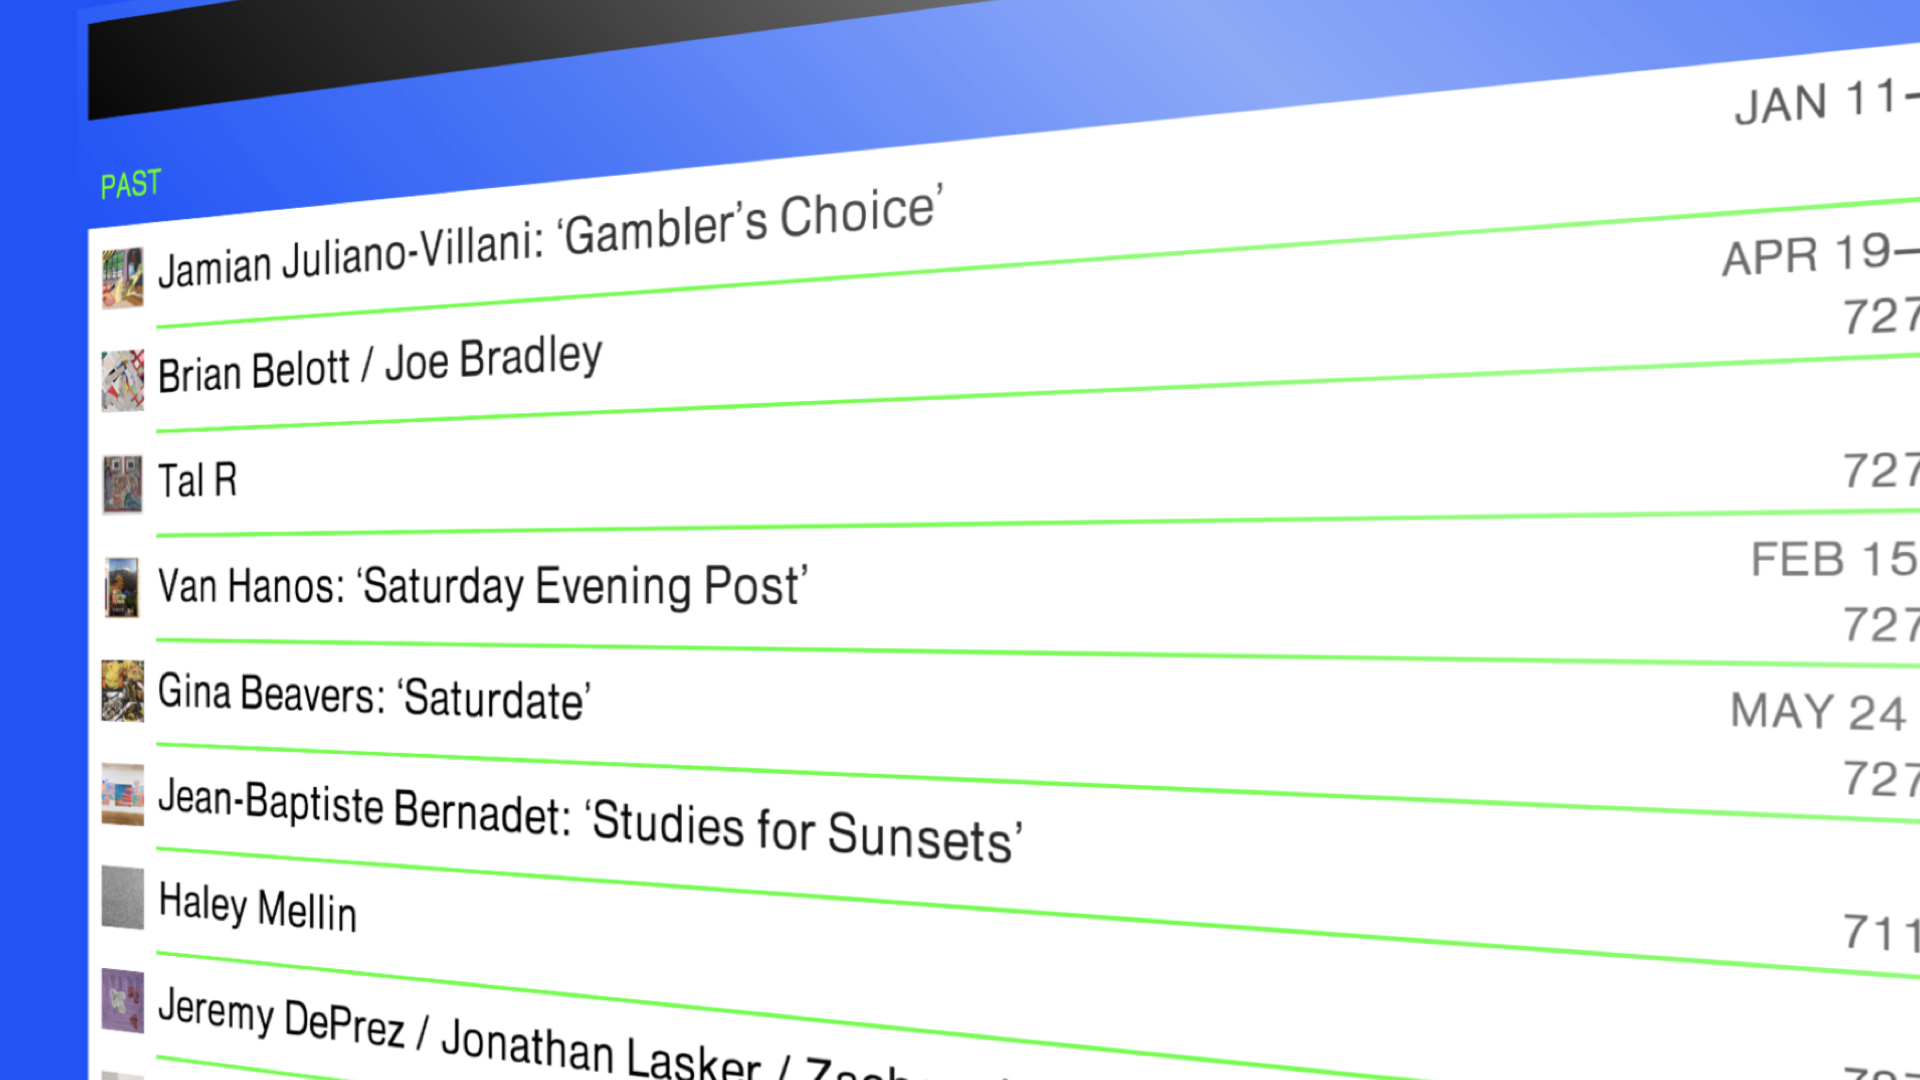 PAST
JAN 11–
Jamian Juliano-Villani: ‘Gambler’s Choice’
APR 19–
727
Brian Belott / Joe Bradley
727
Tal R
FEB 15
727
Van Hanos: ‘Saturday Evening Post’
MAY 24
727
Gina Beavers: ‘Saturdate’
Jean-Baptiste Bernadet: ‘Studies for Sunsets’
711
Haley Mellin
Jeremy DePrez / Jonathan Lasker /